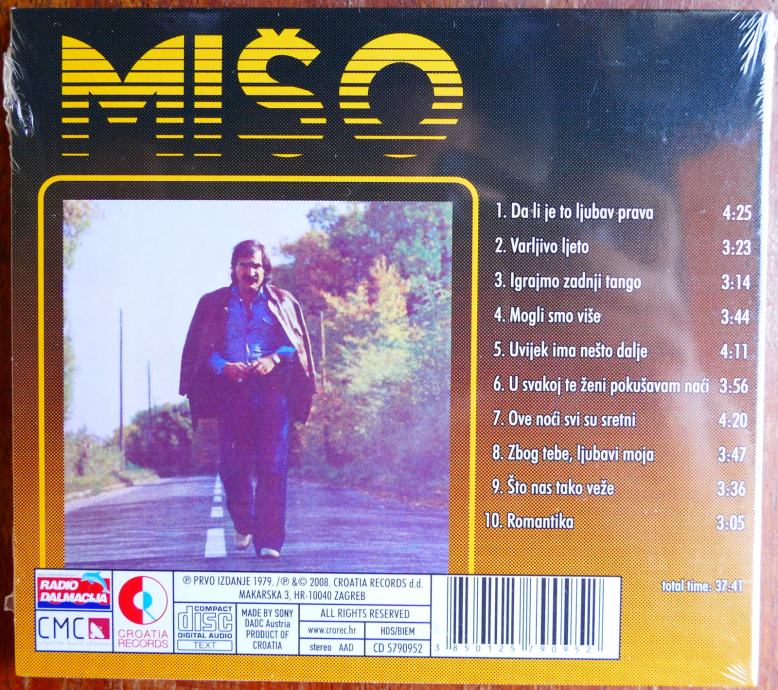 MIŠO
1. Da li je to ljubav prava 4:25
2. Varljivo ljeto 3:23
3. Igrajmo zadnji tango 3:14
4. Mogli smo više 3:44
5. Uvijek ima nešto dalje 4:11
6. U svakoj te ženi pokušavam naći 3:56
7. Ove noći svi su sretni 4:20
8. Zbog tebe, ljubavi moja 3:47
9. Što nas tako veže 3:36
10. Romantika 3:05
total time: 37:41
RADIO
DALMACIJA
CMC
CROATIA
RECORDS
℗ PRVO IZDANJE 1979. /℗ &© 2008. CROATIA RECORDS d.d.
MAKARSKA 3, HR-10040 ZAGREB
COMPACT
disc
DIGITAL AUDIO
TEXT
MADE BY SONY
DADC Austria
PRODUCT OF
CROATIA
ALL RIGHTS RESERVED
www.crorec.hr HDS/BIEM
stereo AAD CD 5790952
3 850125 790952